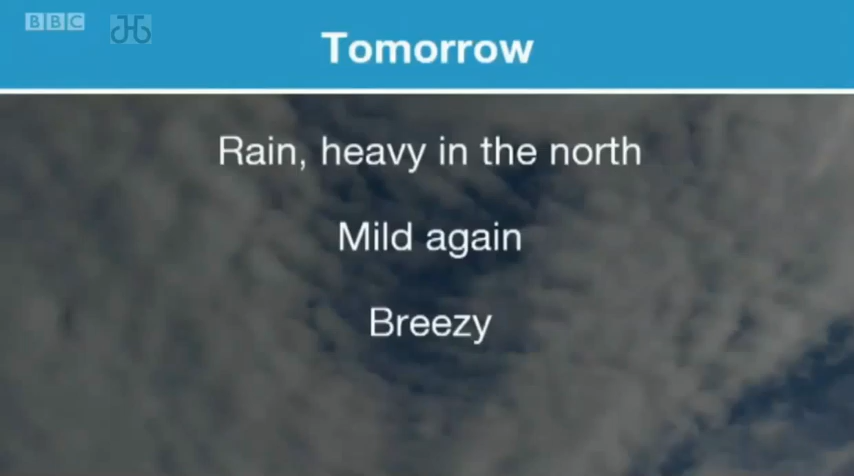 BBC
Tomorrow
Rain, heavy in the north
Mild again
Breezy